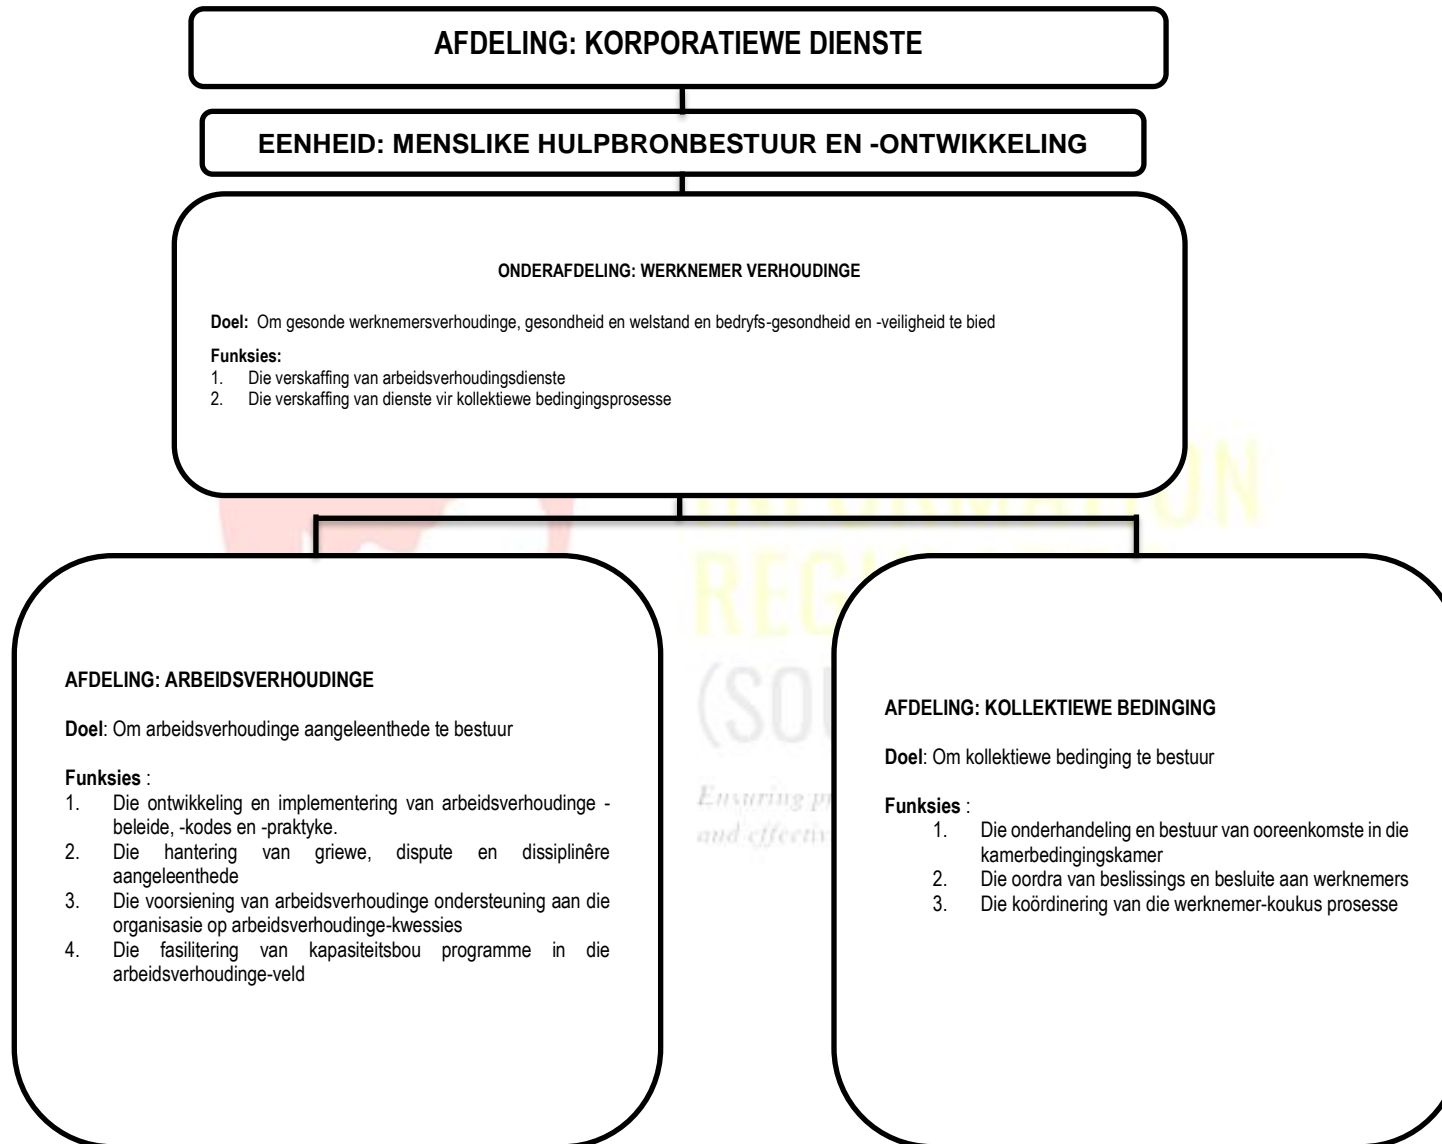 AFDELING: KORPORATIEWE DIENSTE
EENHEID: MENSLIKE HULPBRONBESTUUR EN -ONTWIKKELING
ONDERAFDELING: WERKNEMER VERHOUDINGE
Doel: Om gesonde werknemersverhoudinge, gesondheid en welstand en bedryfs-gesondheid en -veiligheid te bied
Funksies:
1. Die verskaffing van arbeidsverhoudingsdienste
2. Die verskaffing van dienste vir kollektiewe bedingingsprosesse
AFDELING: ARBEIDSVERHOUDINGE
Doel: Om arbeidsverhoudinge aangeleenthede te bestuur
Funksies :
1. Die ontwikkeling en implementering van arbeidsverhoudinge -
beleide, -kodes en -praktyke.
2. Die hantering van griewe, dispute en dissiplinêre
aangeleenthede
3. Die voorsiening van arbeidsverhoudinge ondersteuning aan die
organisasie op arbeidsverhoudinge-kwessies
4. Die fasilitering van kapasiteitsbou programme in die
arbeidsverhoudinge-veld
AFDELING: KOLLEKTIEWE BEDINGING
Doel: Om kollektiewe bedinging te bestuur
Funksies :
1. Die onderhandeling en bestuur van ooreenkomste in die
kamerbedingingskamer
2. Die oordra van beslissings en besluite aan werknemers
3. Die koördinering van die werknemer-koukus prosesse
INFORMATION
Ensuring
and